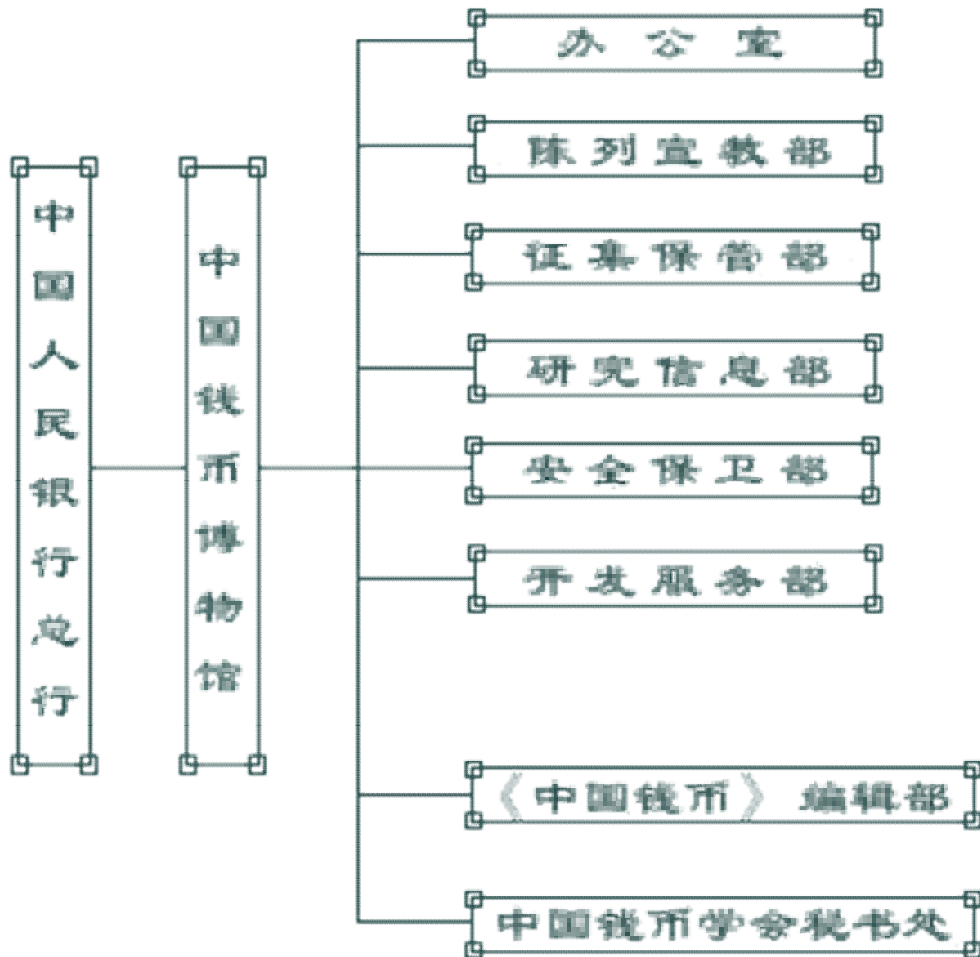 中国人民银行总行
中国钱币博物馆
办公室
陈列宣教部
征集保管部
研究信息部
安全保卫部
开发服务部
《中国钱币》编辑部
中国钱币学会秘书处